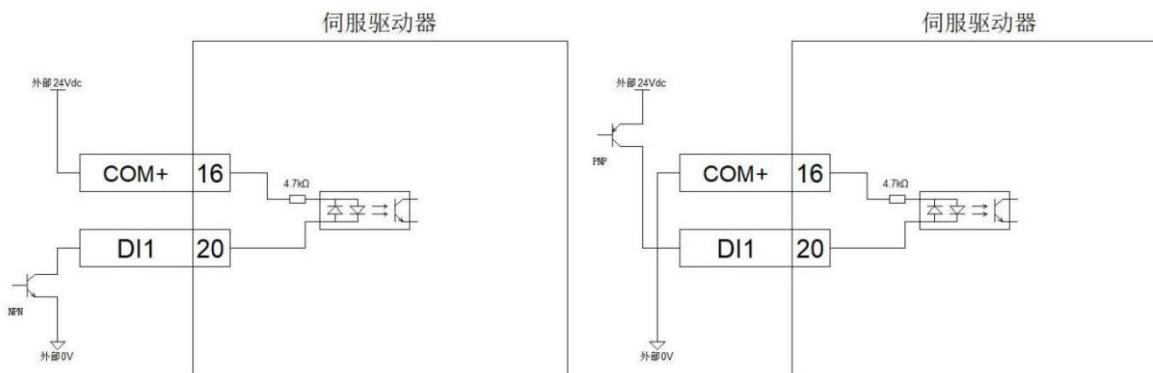 伺服驱动器
外部24Vdc
COM+ 16
4.7kΩ
DI1 20
NPN
外部0V
伺服驱动器
外部24Vdc
PNP
COM+ 16
4.7kΩ
DI1 20
外部0V